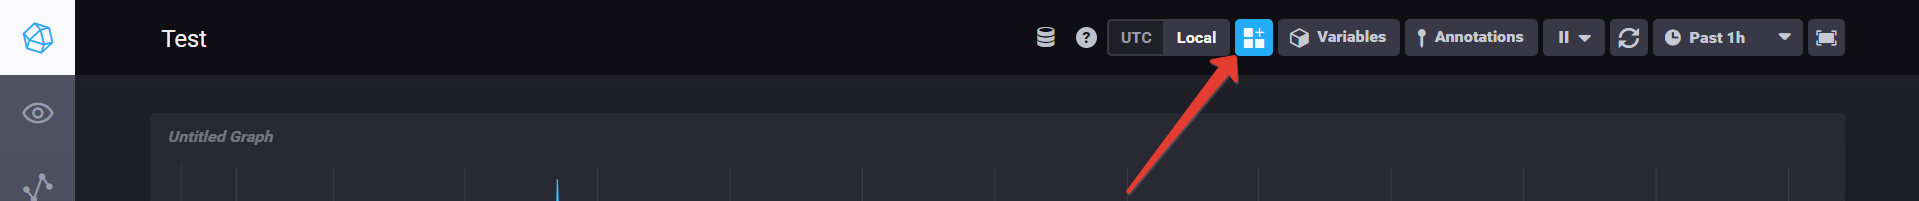 Test
UTC Local Variables Annotations Past 1h
Untitled Graph